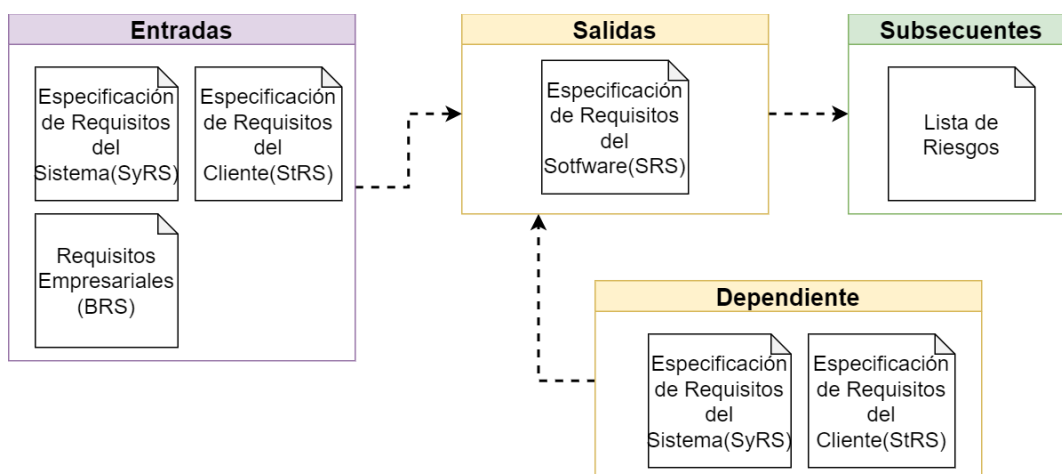 Entradas
Especificación
de Requisitos
del
Sistema(SyRS)
Especificación
de Requisitos
del
Cliente(StRS)
Requisitos
Empresariales
(BRS)
Salidas
Especificación
de Requisitos
del
Sotfware(SRS)
Subsecuentes
Lista de
Riesgos
Dependiente
Especificación
de Requisitos
del
Sistema(SyRS)
Especificación
de Requisitos
del
Cliente(StRS)